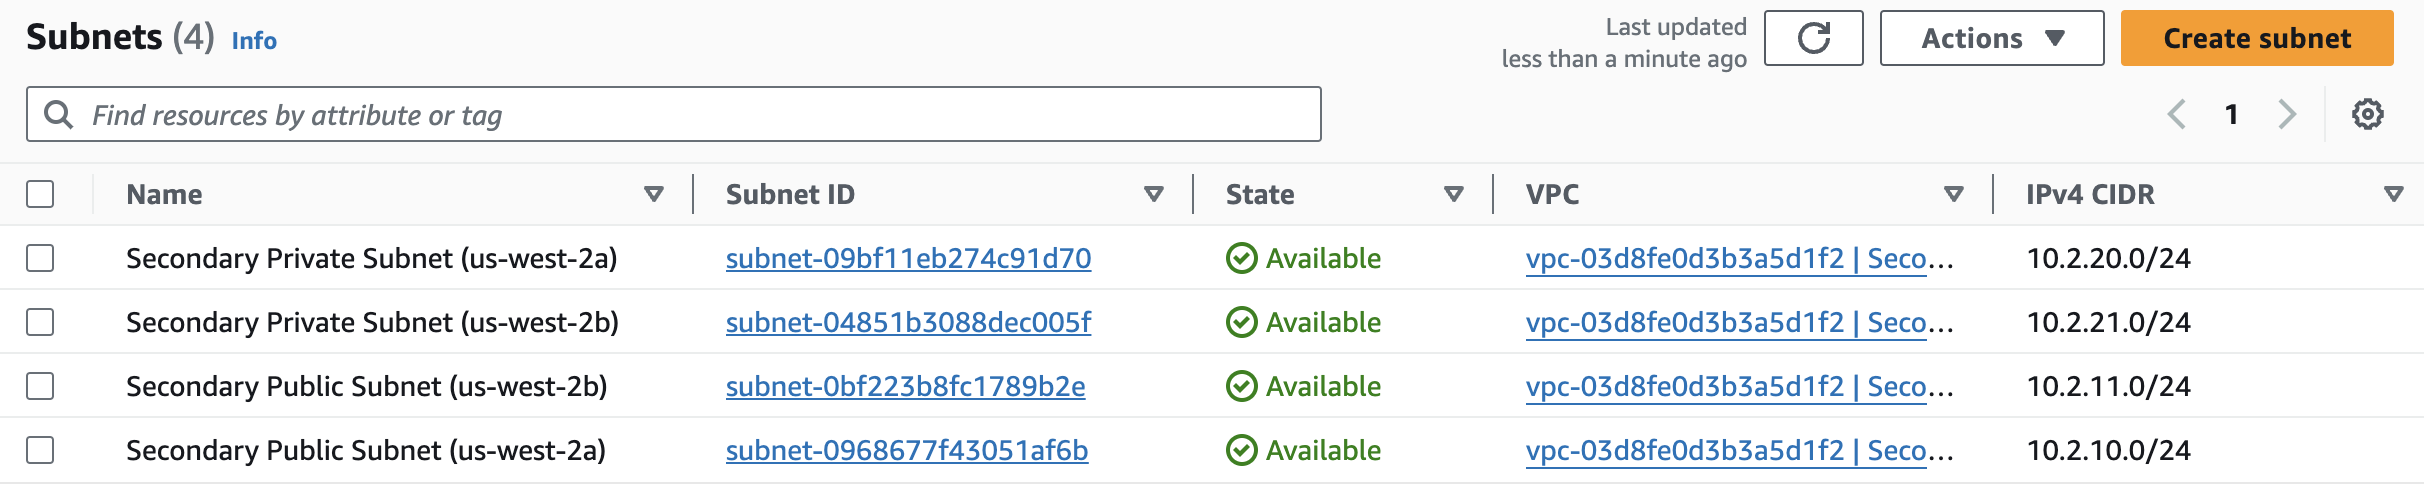 Subnets (4) Info
Last updated
less than a minute ago
Actions
Create subnet
Find resources by attribute or tag
1
Name Subnet ID State VPC IPv4 CIDR
Secondary Private Subnet (us-west-2a) subnet-09bf11eb274c91d70 Available vpc-03d8fe0d3b3a5d1f2 | Seco... 10.2.20.0/24
Secondary Private Subnet (us-west-2b) subnet-04851b3088dec005f Available vpc-03d8fe0d3b3a5d1f2 | Seco... 10.2.21.0/24
Secondary Public Subnet (us-west-2b) subnet-0bf223b8fc1789b2e Available vpc-03d8fe0d3b3a5d1f2 | Seco... 10.2.11.0/24
Secondary Public Subnet (us-west-2a) subnet-0968677f43051af6b Available vpc-03d8fe0d3b3a5d1f2 | Seco... 10.2.10.0/24